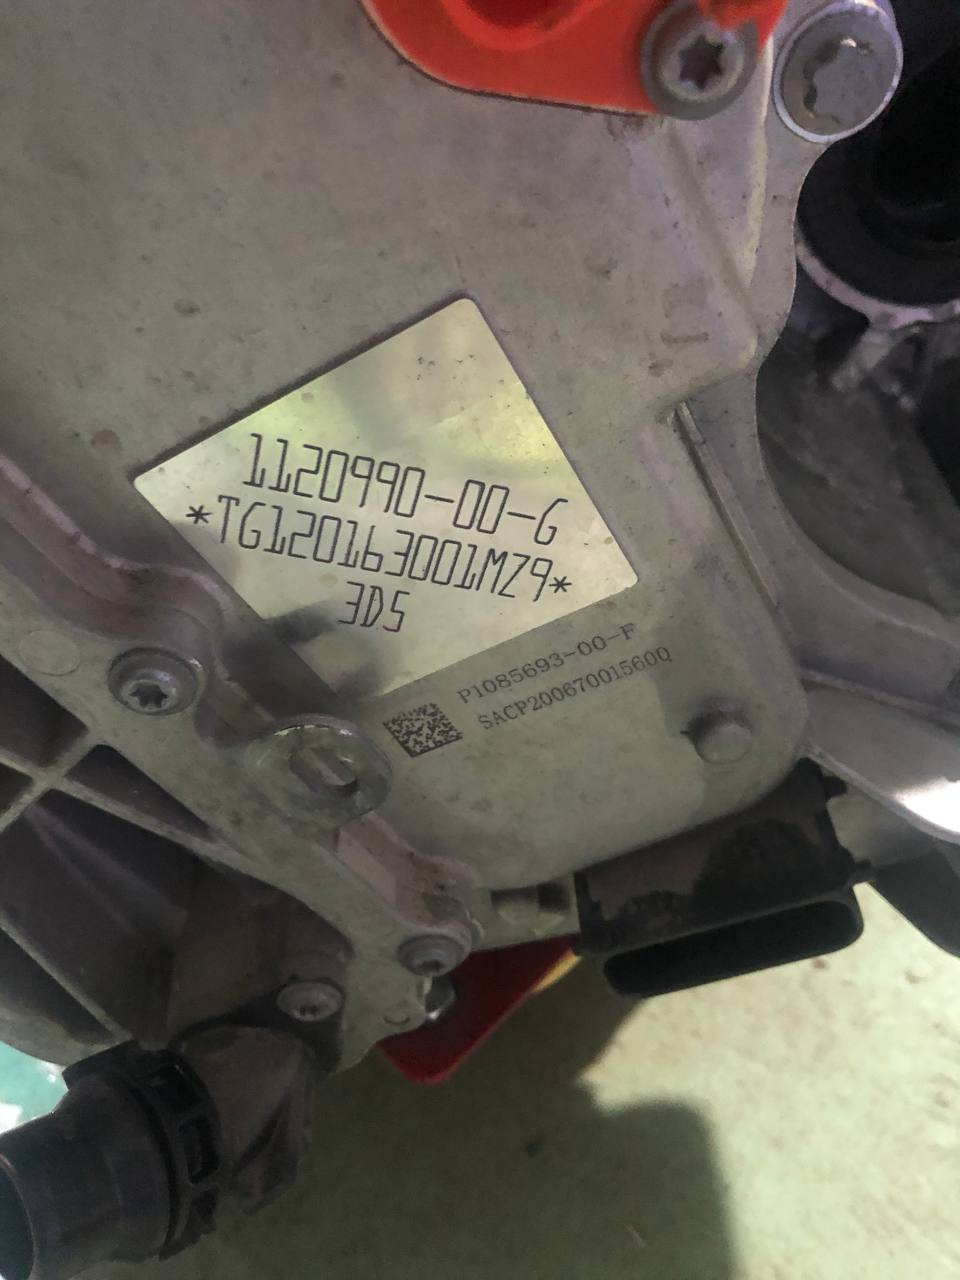 1120990-00-G
*TG120163001MZ9*
3D5
P1085693-00-F
SACP20067001560Q